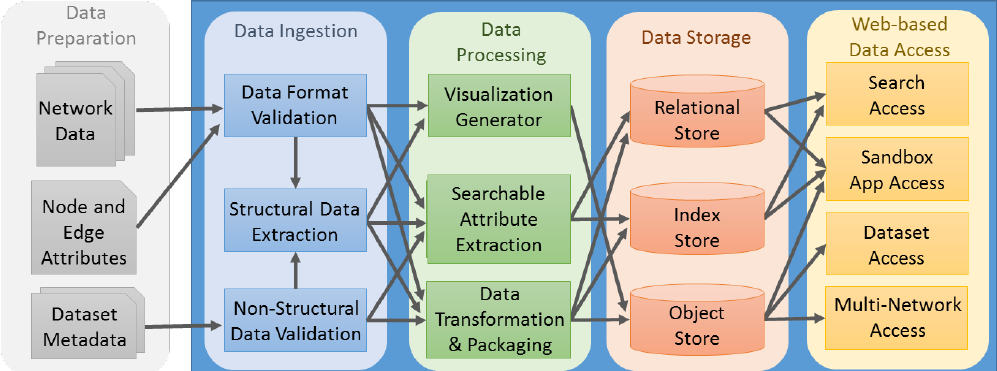 Data
Preparation
Network
Data
Node and
Edge
Attributes
Dataset
Metadata
Data Ingestion
Data Format
Validation
Structural Data
Extraction
Non-Structural
Data Validation
Data
Processing
Visualization
Generator
Searchable
Attribute
Extraction
Data
Transformation
& Packaging
Data Storage
Relational
Store
Index
Store
Object
Store
Web-based
Data Access
Search
Access
Sandbox
App Access
Dataset
Access
Multi-Network
Access